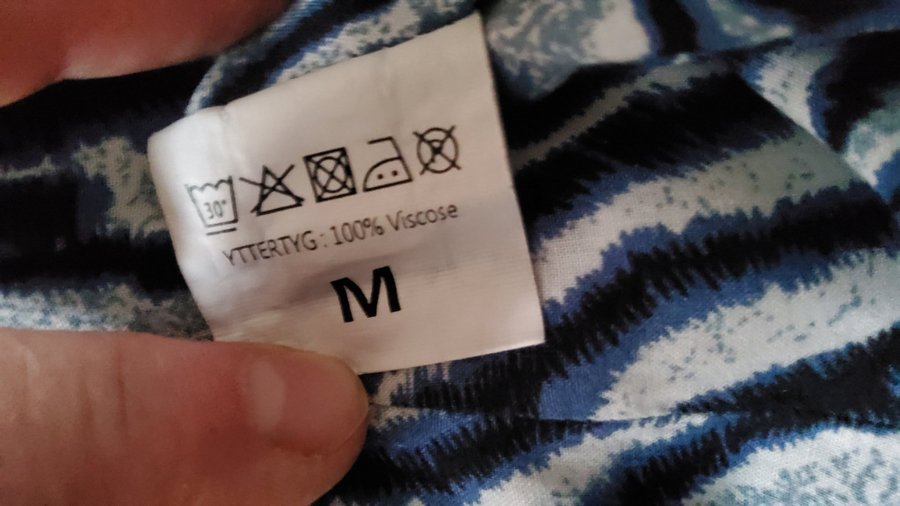 30°
YTTERTYG : 100% Viscose
M